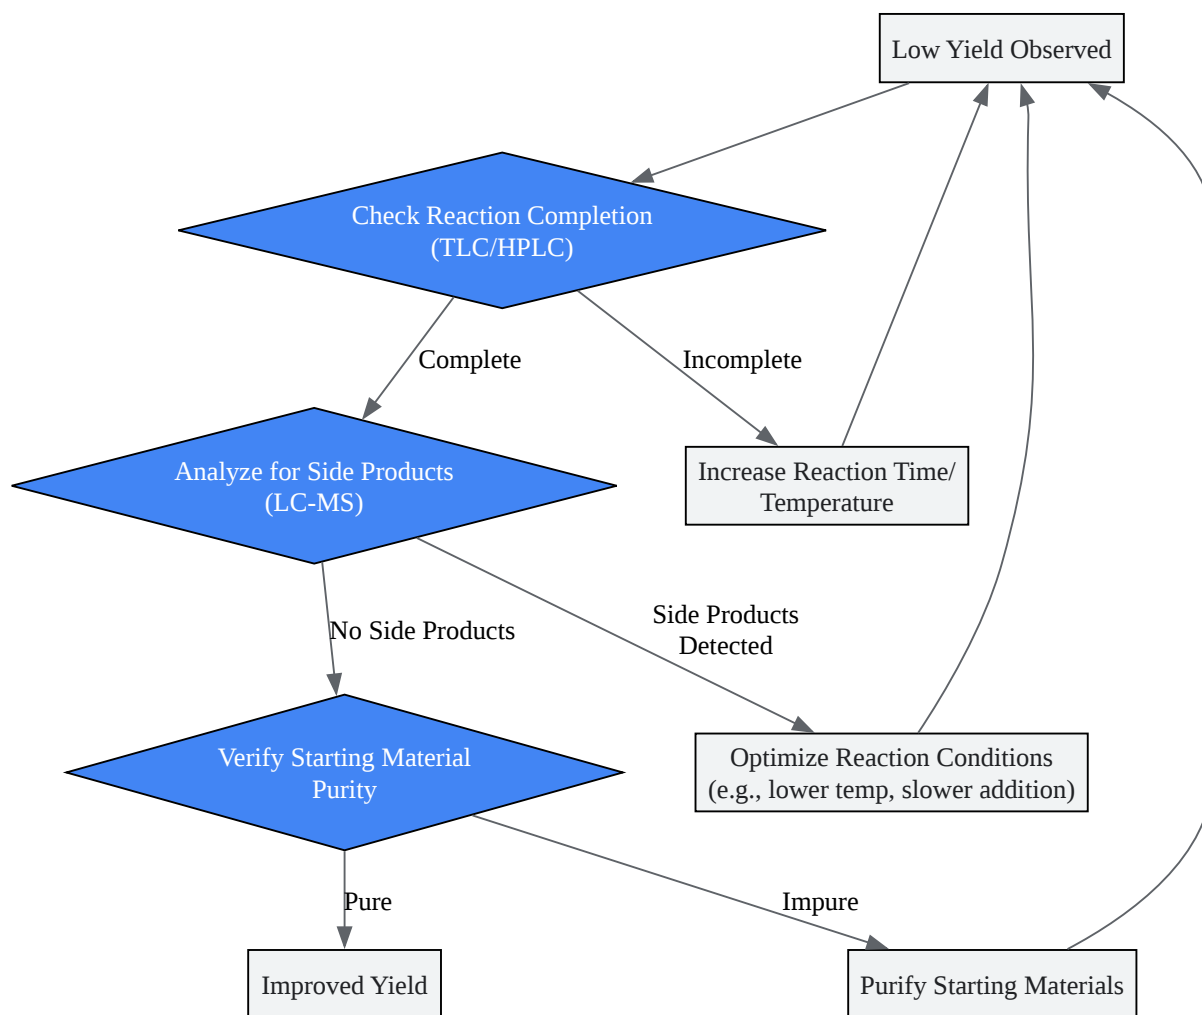 Low Yield Observed
Check Reaction Completion
(TLC/HPLC)
Complete
Incomplete
Analyze for Side Products
(LC-MS)
Increase Reaction Time/
Temperature
No Side Products
Side Products
Detected
Verify Starting Material
Purity
Optimize Reaction Conditions
(e.g., lower temp, slower addition)
Pure
Impure
Improved Yield
Purify Starting Materials